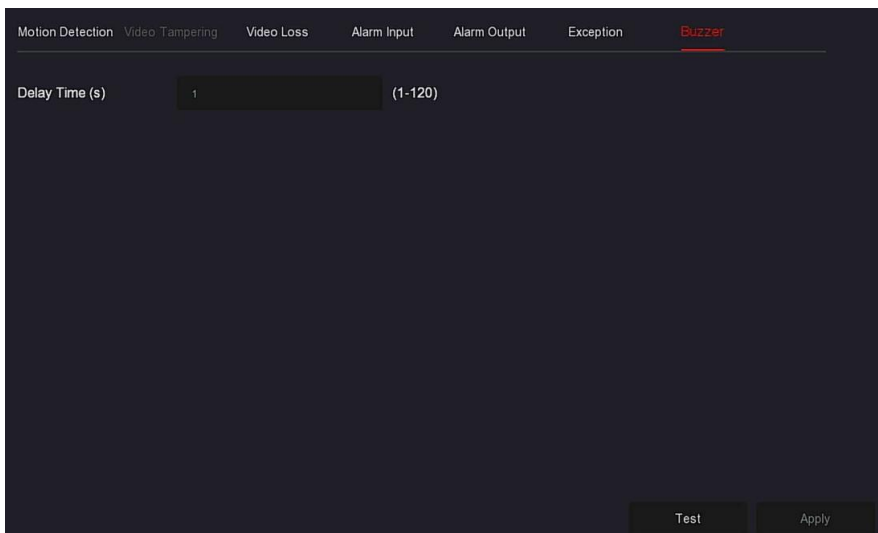 Motion Detection Video Tampering Video Loss Alarm Input Alarm Output Exception Buzzer
Delay Time (s) 1 (1-120)
Test Apply